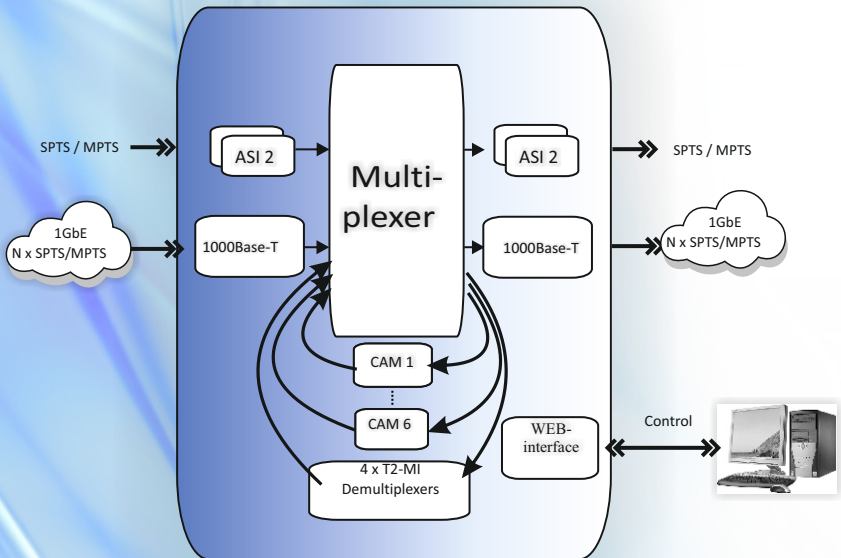 SPTS / MPTS
ASI 2
Multi-
plexer
ASI 2
SPTS / MPTS
1GbE
N x SPTS/MPTS
1000Base-T
1000Base-T
1GbE
N x SPTS/MPTS
CAM 1
CAM 6
4 x T2-MI
Demultiplexers
WEB-
interface
Control